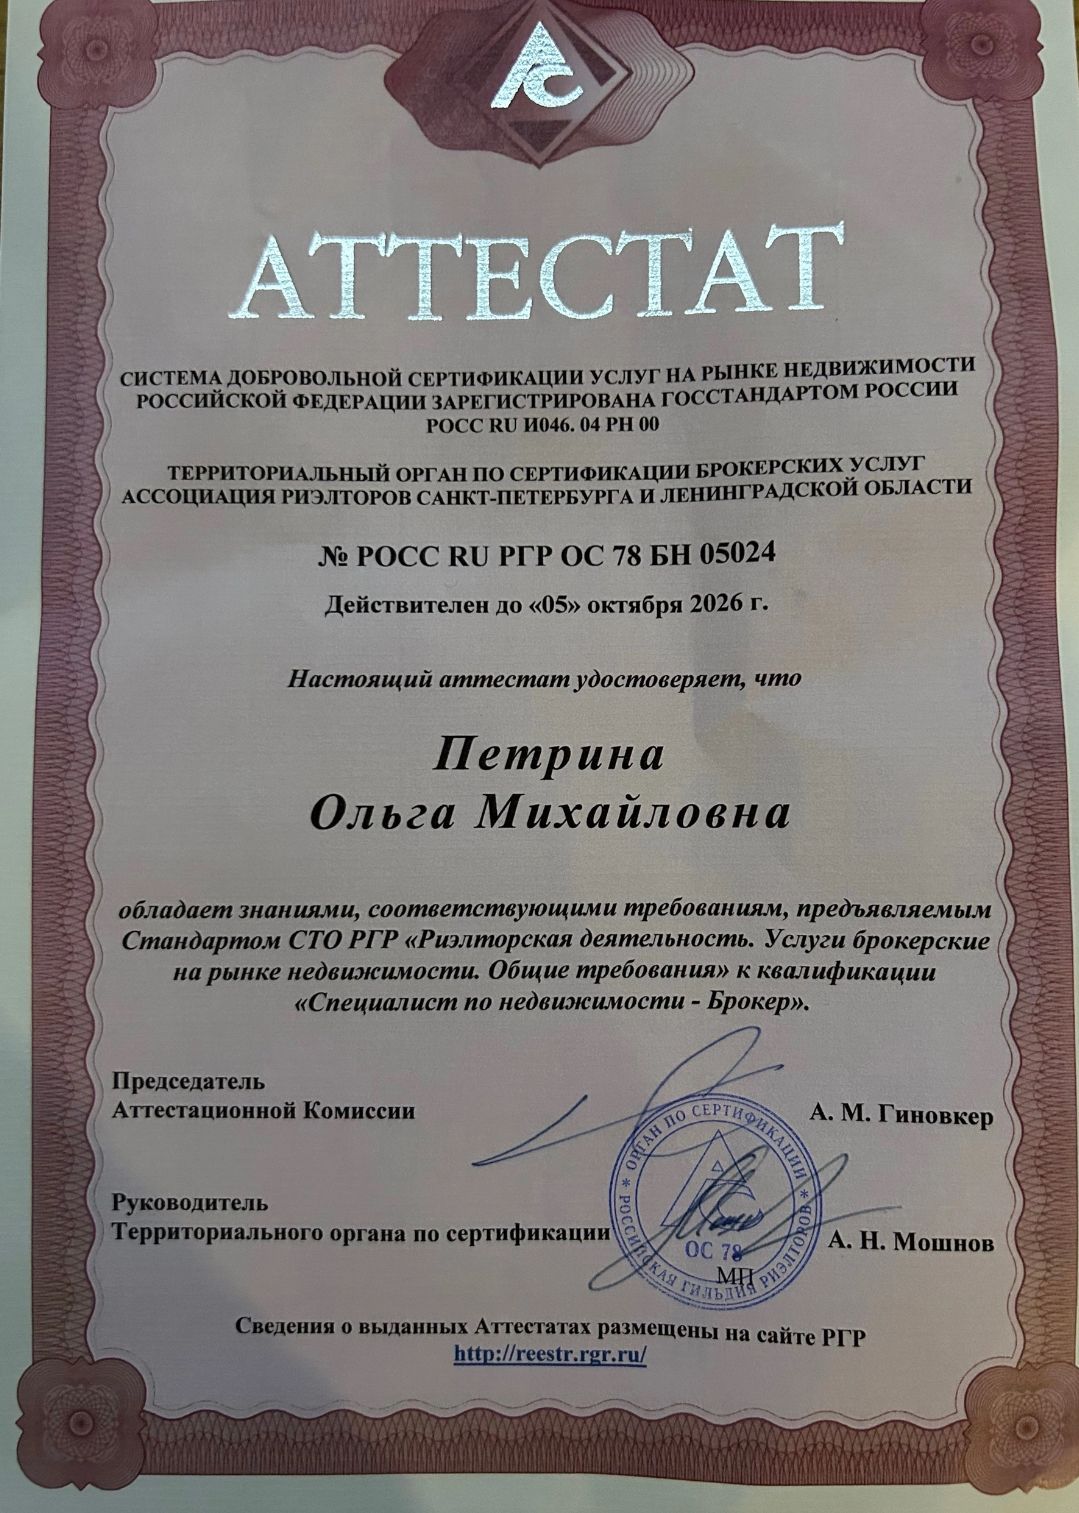 АС
АТТЕСТАТ
СИСТЕМА ДОБРОВОЛЬНОЙ СЕРТИФИКАЦИИ УСЛУГ НА РЫНКЕ НЕДВИЖИМОСТИ
РОССИЙСКОЙ ФЕДЕРАЦИИ ЗАРЕГИСТРИРОВАНА ГОССТАНДАРТОМ РОССИИ
РОСС RU И046. 04 РН 00
ТЕРРИТОРИАЛЬНЫЙ ОРГАН ПО СЕРТИФИКАЦИИ БРОКЕРСКИХ УСЛУГ
АССОЦИАЦИЯ РИЭЛТОРОВ САНКТ-ПЕТЕРБУРГА И ЛЕНИНГРАДСКОЙ ОБЛАСТИ
№ РОСС RU РГР ОС 78 БН 05024
Действителен до «05» октября 2026 г.
Настоящий аттестат удостоверяет, что
Петрина
Ольга Михайловна
обладает знаниями, соответствующими требованиям, предъявляемым
Стандартом СТО РГР «Риэлторская деятельность. Услуги брокерские
на рынке недвижимости. Общие требования» к квалификации
«Специалист по недвижимости - Брокер».
Председатель
Аттестационной Комиссии
А. М. Гиновкер
ОРГАН ПО СЕРТИФИКАЦИИ * РОССИЙСКАЯ ГИЛЬДИЯ РИЭЛТОРОВ *
ОС 78
МП
Руководитель
Территориального органа по сертификации
А. Н. Мошнов
Сведения о выданных Аттестатах размещены на сайте РГР
http://reestr.rgr.ru/